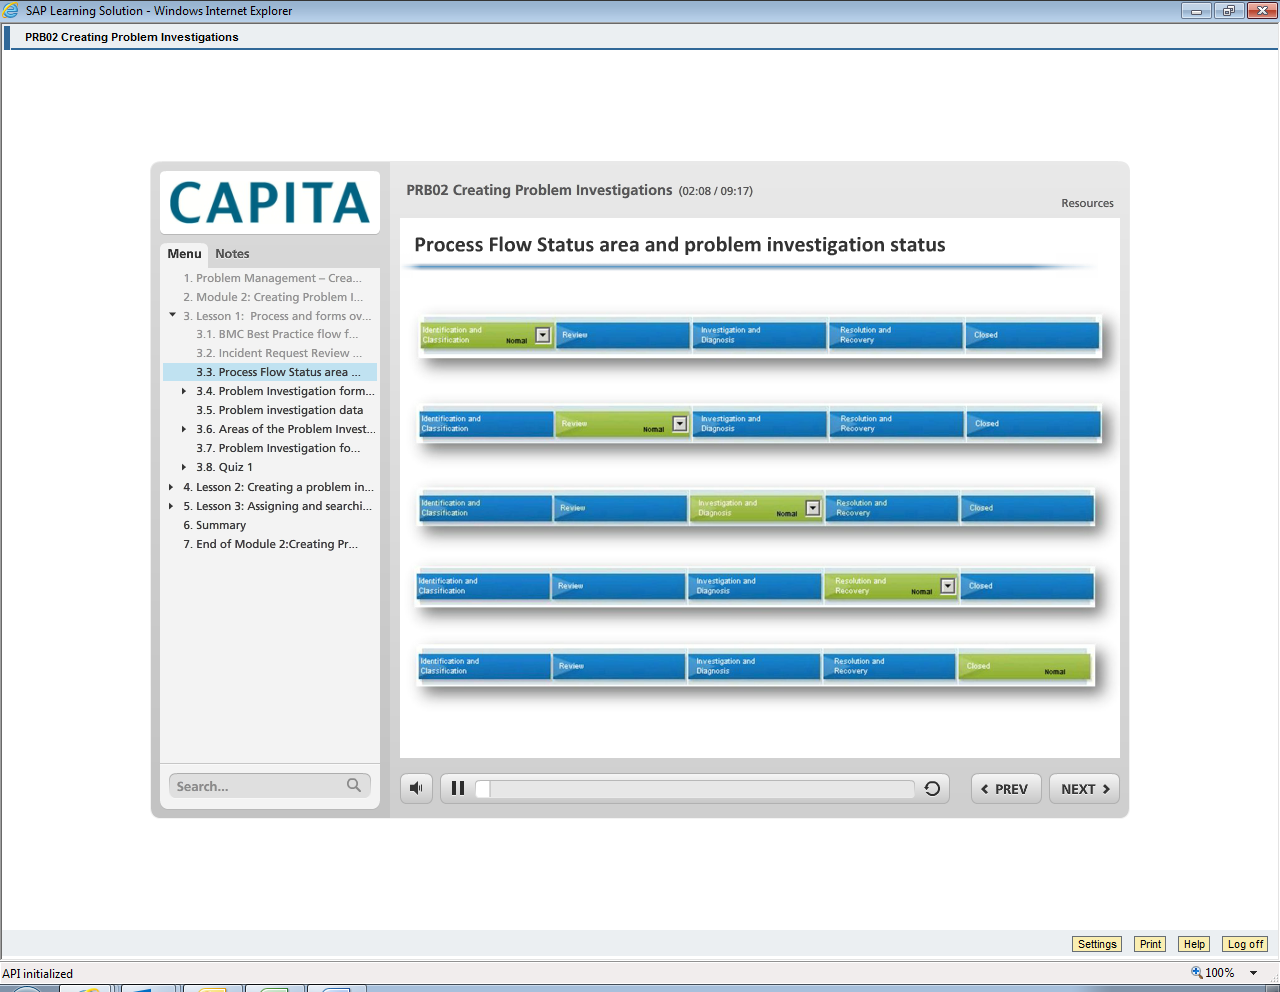 SAP Learning Solution - Windows Internet Explorer
PRB02 Creating Problem Investigations
CAPITA
PRB02 Creating Problem Investigations (02:08 / 09:17)
Resources
Menu Notes
1. Problem Management – Crea...
2. Module 2: Creating Problem I...
3. Lesson 1: Process and forms ov...
3.1. BMC Best Practice flow f...
3.2. Incident Request Review ...
3.3. Process Flow Status area ...
3.4. Problem Investigation form...
3.5. Problem investigation data
3.6. Areas of the Problem Invest...
3.7. Problem Investigation fo...
3.8. Quiz 1
4. Lesson 2: Creating a problem in...
5. Lesson 3: Assigning and searchi...
6. Summary
7. End of Module 2:Creating Pr...
Search...
Process Flow Status area and problem investigation status
Identification and
Classification
Normal
Review
Investigation and
Diagnosis
Resolution and
Recovery
Closed
Identification and
Classification
Review
Normal
Investigation and
Diagnosis
Resolution and
Recovery
Closed
Identification and
Classification
Review
Investigation and
Diagnosis
Normal
Resolution and
Recovery
Closed
Identification and
Classification
Review
Investigation and
Diagnosis
Resolution and
Recovery
Normal
Closed
Identification and
Classification
Review
Investigation and
Diagnosis
Resolution and
Recovery
Closed
Normal
PREV
NEXT
Settings Print Help Log off
API initialized
100%